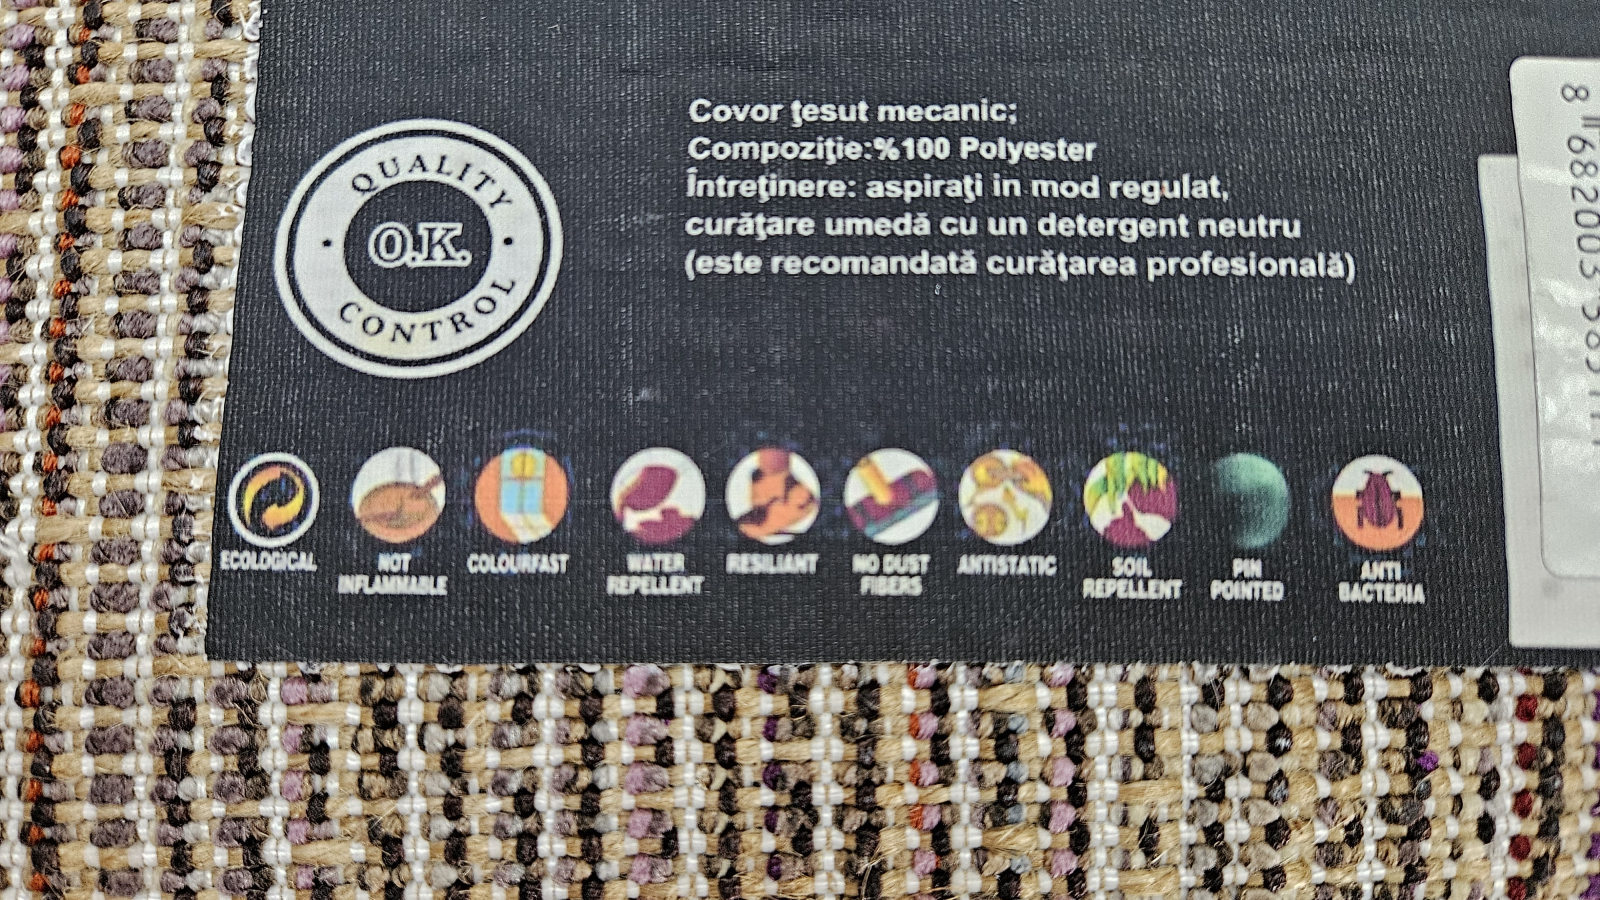 QUALITY
O.K.
CONTROL
Covor ţesut mecanic;
Compoziţie:%100 Polyester
Întreţinere: aspiraţi in mod regulat,
curăţare umedă cu un detergent neutru
(este recomandată curăţarea profesională)
ECOLOGICAL
NOT
INFLAMMABLE
COLOURFAST
WATER
REPELLENT
RESILIANT
NO DUST
FIBERS
ANTISTATIC
SOIL
REPELLENT
PIN
POINTED
ANTI
BACTERIA